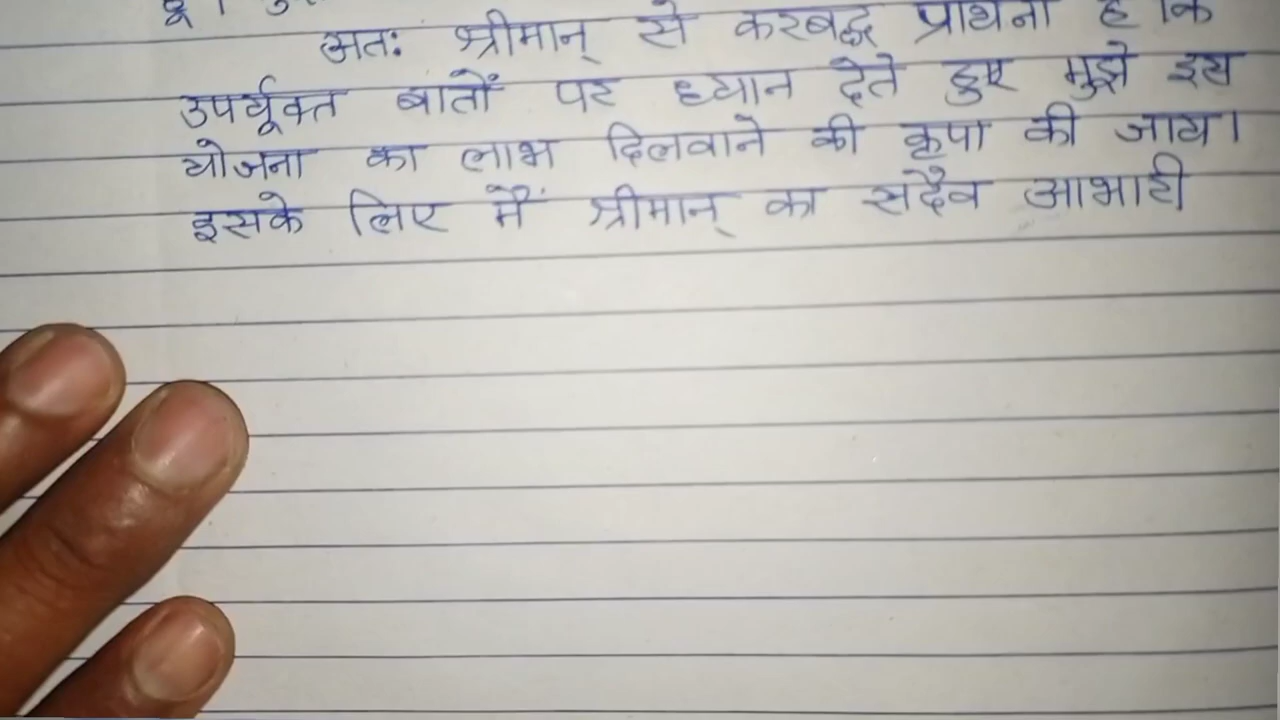 अतः श्रीमान् से करबद्ध प्रार्थना है कि
उपर्यूक्त बातों पर ध्यान देते हुए मुझे इस
योजना का लाभ दिलवाने की कृपा की जाय।
इसके लिए मैं श्रीमान् का सदैव आभारी